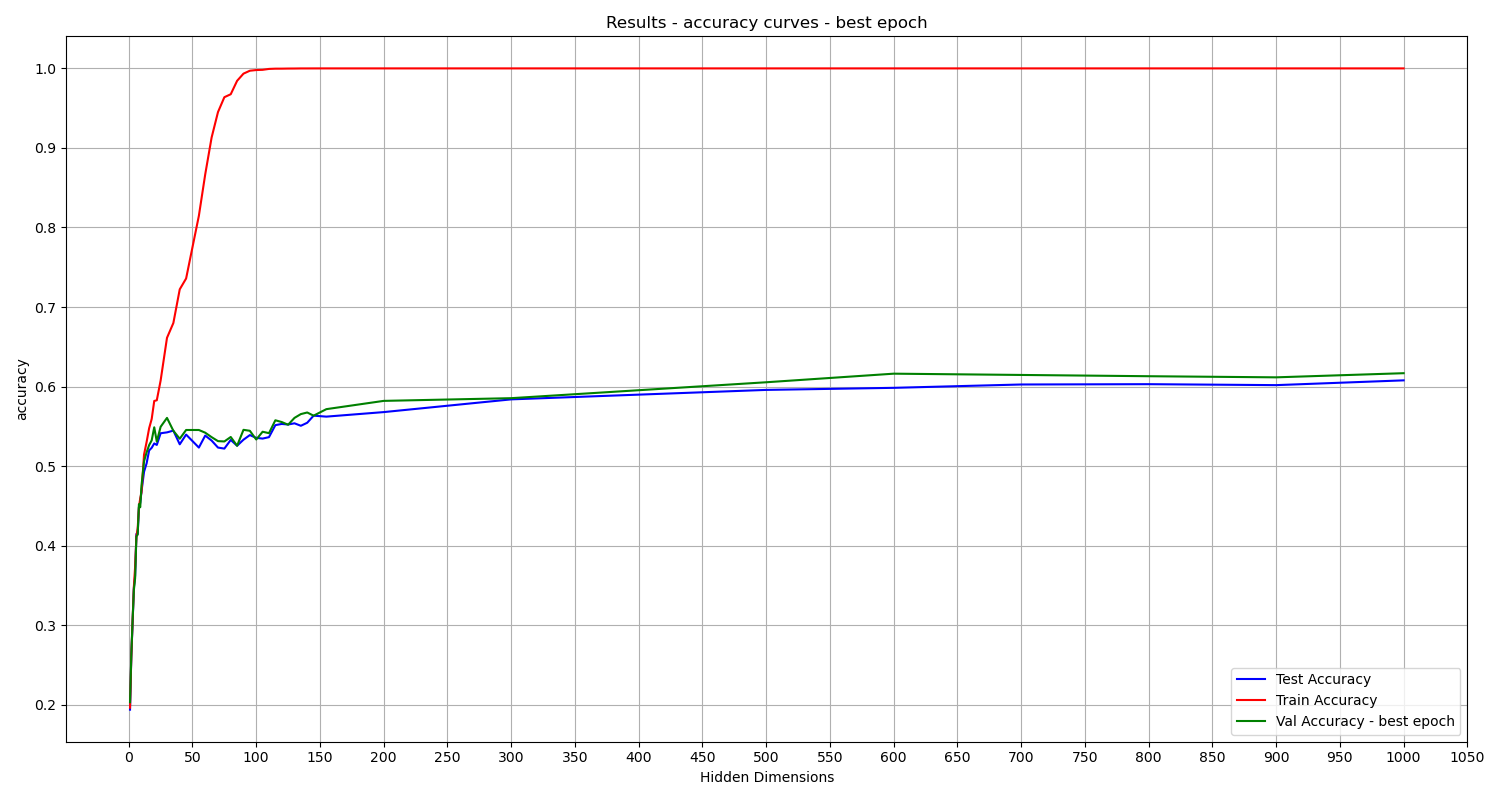 Results - accuracy curves - best epoch
accuracy
1.0
0.9
0.8
0.7
0.6
0.5
0.4
0.3
0.2
Test Accuracy
Train Accuracy
Val Accuracy - best epoch
0 50 100 150 200 250 300 350 400 450 500 550 600 650 700 750 800 850 900 950 1000 1050
Hidden Dimensions